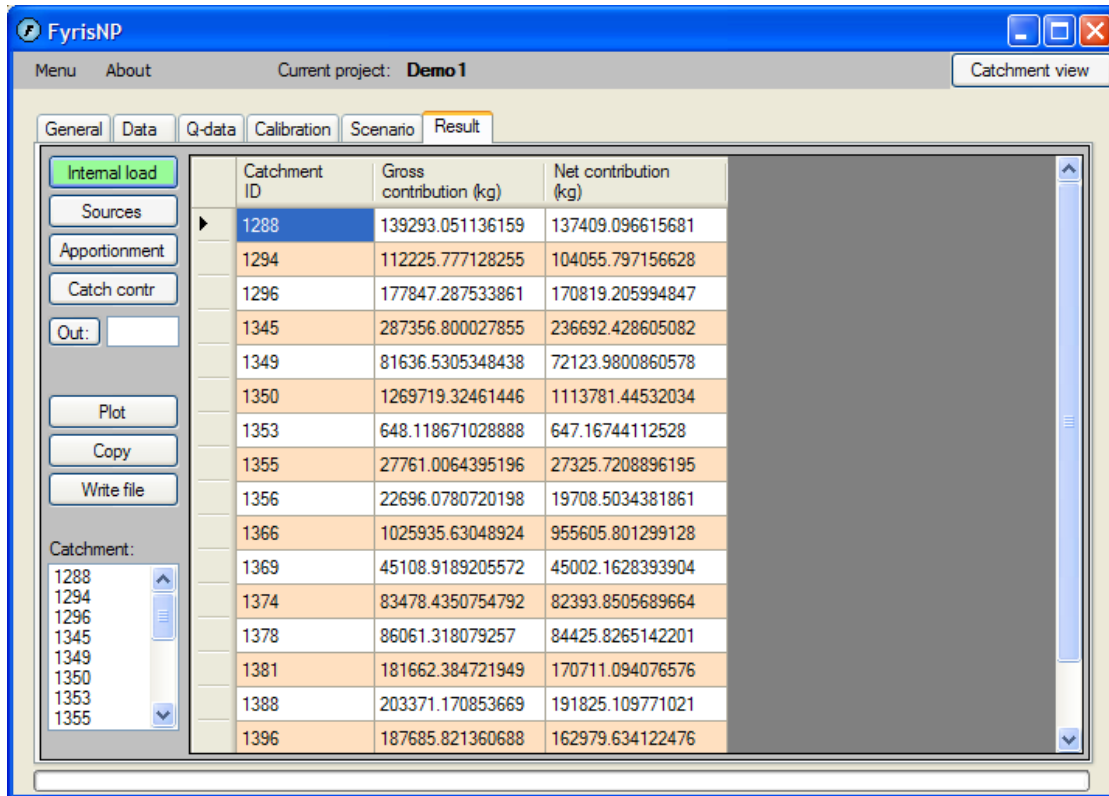 FyrisNP
Menu About Current project: Demo1 Catchment view
General Data Q-data Calibration Scenario Result
Internal load
Sources
Apportionment
Catch contr
Out:
Plot
Copy
Write file
Catchment:
1288
1294
1296
1345
1349
1350
1353
1355
Catchment ID Gross contribution (kg) Net contribution (kg)
1288 139293.051136159 137409.096615681
1294 112225.777128255 104055.797156628
1296 177847.287533861 170819.205994847
1345 287356.800027855 236692.428605082
1349 81636.5305348438 72123.9800860578
1350 1269719.32461446 1113781.44532034
1353 648.118671028888 647.16744112528
1355 27761.0064395196 27325.7208896195
1356 22696.0780720198 19708.5034381861
1366 1025935.63048924 955605.801299128
1369 45108.9189205572 45002.1628393904
1374 83478.4350754792 82393.8505689664
1378 86061.318079257 84425.8265142201
1381 181662.384721949 170711.094076576
1388 203371.170853669 191825.109771021
1396 187685.821360688 162979.634122476